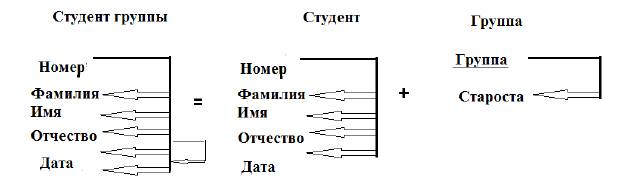 Студент группы
Номер
Фамилия
Имя
Отчество
Дата
=
Студент
Номер
Фамилия
Имя
Отчество
Дата
+
Группа
Группа
Староста